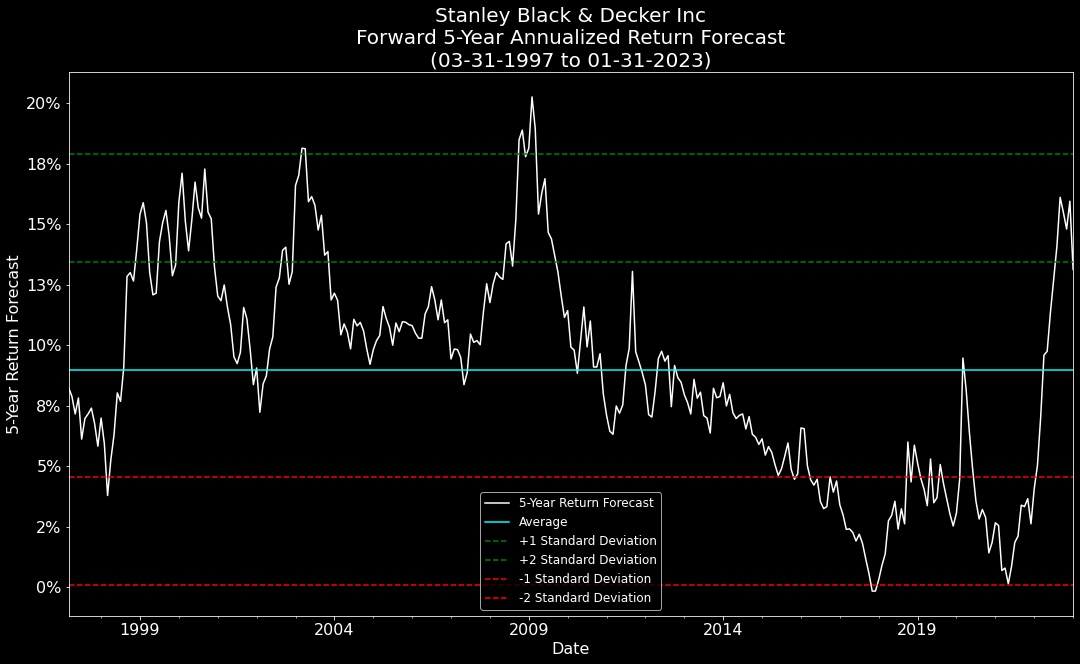 Stanley Black & Decker Inc
Forward 5-Year Annualized Return Forecast
(03-31-1997 to 01-31-2023)
5-Year Return Forecast
20%
18%
15%
13%
10%
8%
5%
2%
0%
5-Year Return Forecast
Average
+1 Standard Deviation
+2 Standard Deviation
-1 Standard Deviation
-2 Standard Deviation
1999
2004
2009
2014
2019
Date